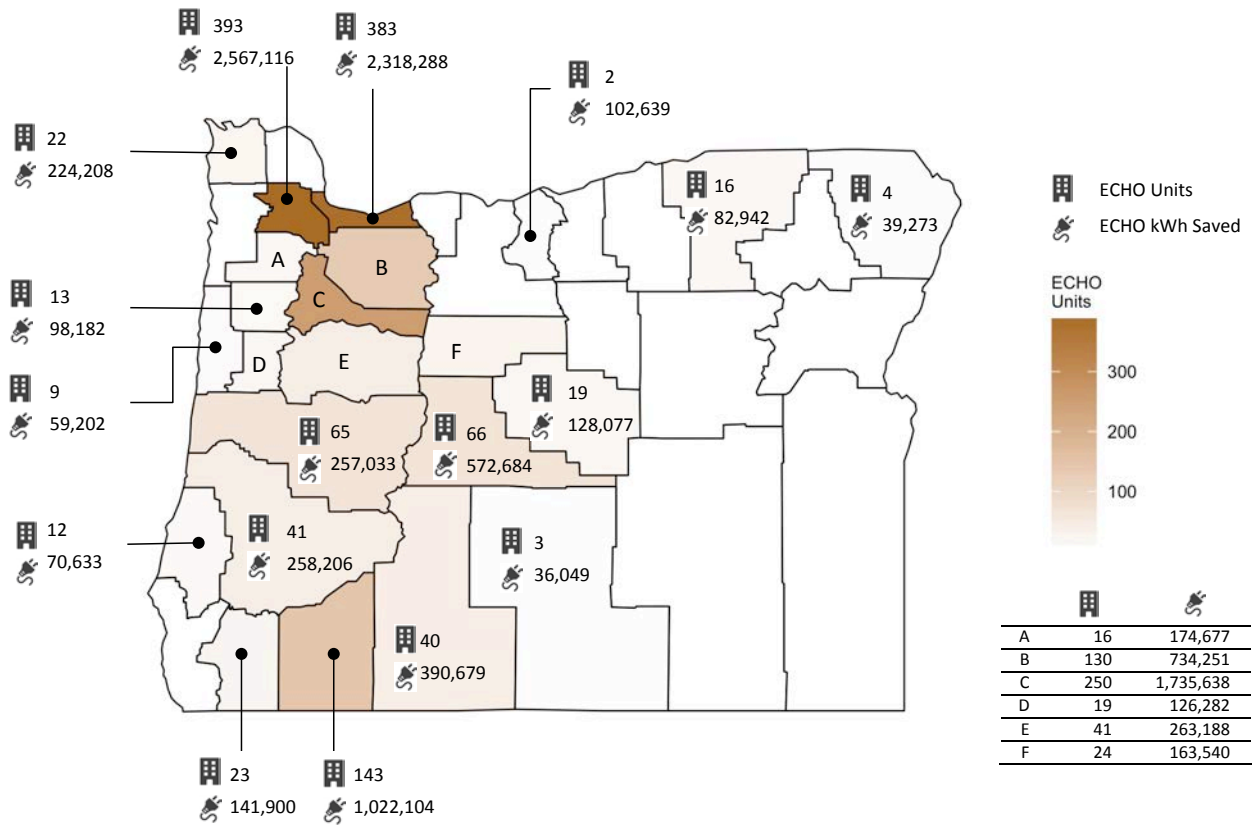 393
2,567,116
383
2,318,288
2
102,639
22
224,208
16
82,942
4
39,273
ECHO Units
ECHO kWh Saved
A
B
C
13
98,182
D
E
F
9
59,202
ECHO
Units
300
200
100
19
128,077
65
257,033
66
572,684
12
70,633
41
258,206
3
36,049
40
390,679
A 16 174,677
B 130 734,251
C 250 1,735,638
D 19 126,282
E 41 263,188
F 24 163,540
23
141,900
143
1,022,104